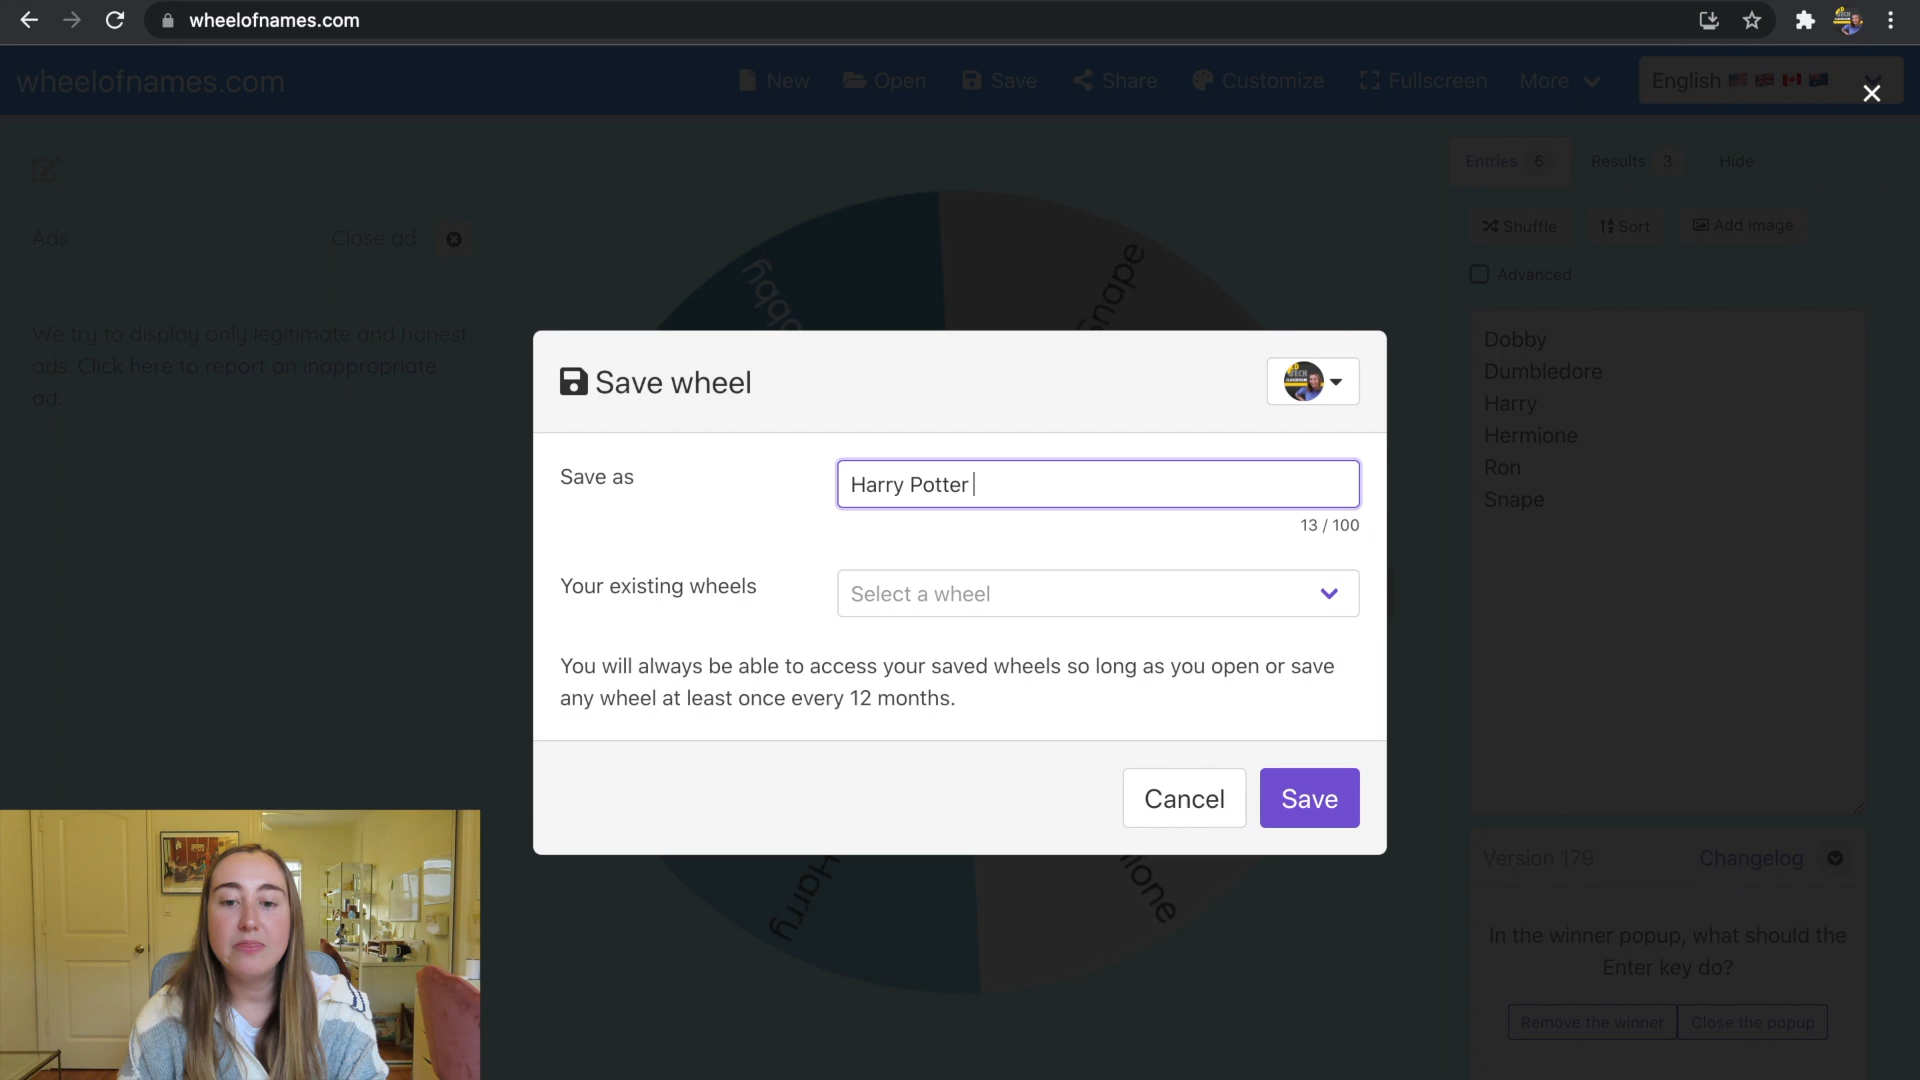 wheelofnames.com
wheelofnames.com
New
Open
Save
Share
Customize
Fullscreen
More
English
Ads
Close ad
We try to display only legitimate and honest
ads. Click here to report an inappropriate
ad.
Entries 6
Results 3
Hide
Shuffle
Sort
Add image
Advanced
Dobby
Dumbledore
Harry
Hermione
Ron
Snape
Snape
Harry
Save wheel
Save as
Harry Potter
13 / 100
Your existing wheels
Select a wheel
You will always be able to access your saved wheels so long as you open or save
any wheel at least once every 12 months.
Cancel
Save
Version 179
Changelog
In the winner popup, what should the
Enter key do?
Remove the winner
Close the popup